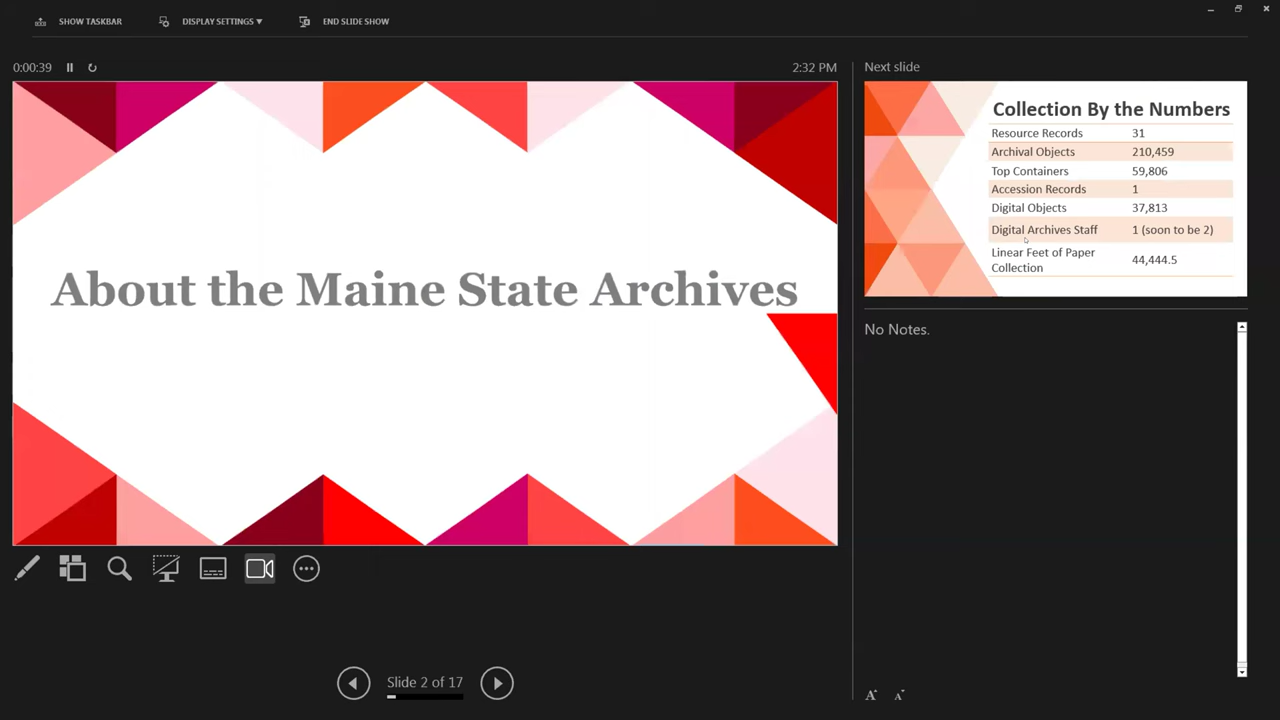 SHOW TASKBAR DISPLAY SETTINGS ▼ END SLIDE SHOW
0:00:39 2:32 PM
About the Maine State Archives
Slide 2 of 17
Next slide
Collection By the Numbers
Resource Records 31
Archival Objects 210,459
Top Containers 59,806
Accession Records 1
Digital Objects 37,813
Digital Archives Staff 1 (soon to be 2)
Linear Feet of Paper
Collection 44,444.5
No Notes.
A A